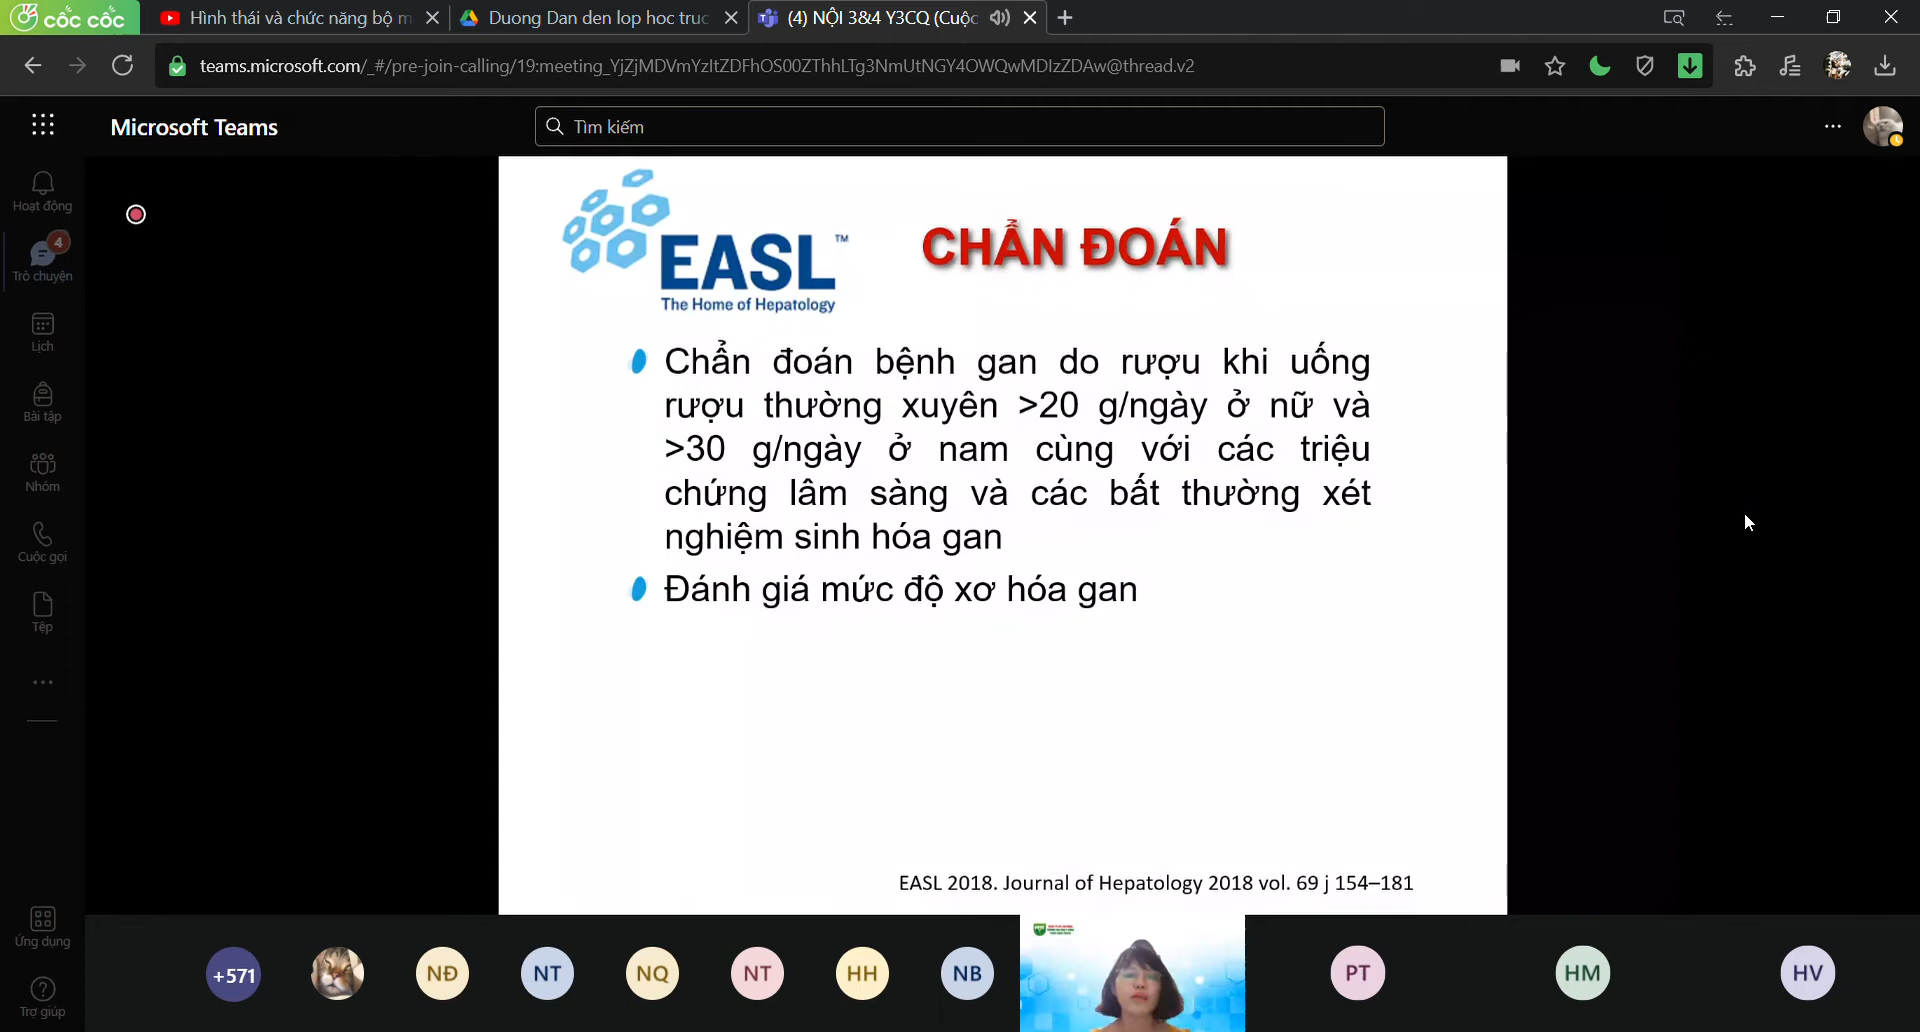 cốc cốc
Hình thái và chức năng bộ m
Duong Dan den lop hoc truc
(4) NỘI 3&4 Y3CQ (Cuộc
teams.microsoft.com/_#/pre-join-calling/19:meeting_YjZjMDVmYzItZDFhOS00ZThhLTg3NmUtNGY4OWQwMDIzZDAw@thread.v2
Microsoft Teams
Tìm kiếm
Hoạt động
4
Trò chuyện
Lịch
Bài tập
Nhóm
Cuộc gọi
Tệp
Ứng dụng
Trợ giúp
EASL™
The Home of Hepatology
CHẨN ĐOÁN
Chẩn đoán bệnh gan do rượu khi uống
rượu thường xuyên >20 g/ngày ở nữ và
>30 g/ngày ở nam cùng với các triệu
chứng lâm sàng và các bất thường xét
nghiệm sinh hóa gan
Đánh giá mức độ xơ hóa gan
EASL 2018. Journal of Hepatology 2018 vol. 69 j 154–181
+571
NĐ
NT
NQ
NT
HH
NB
PT
HM
HV